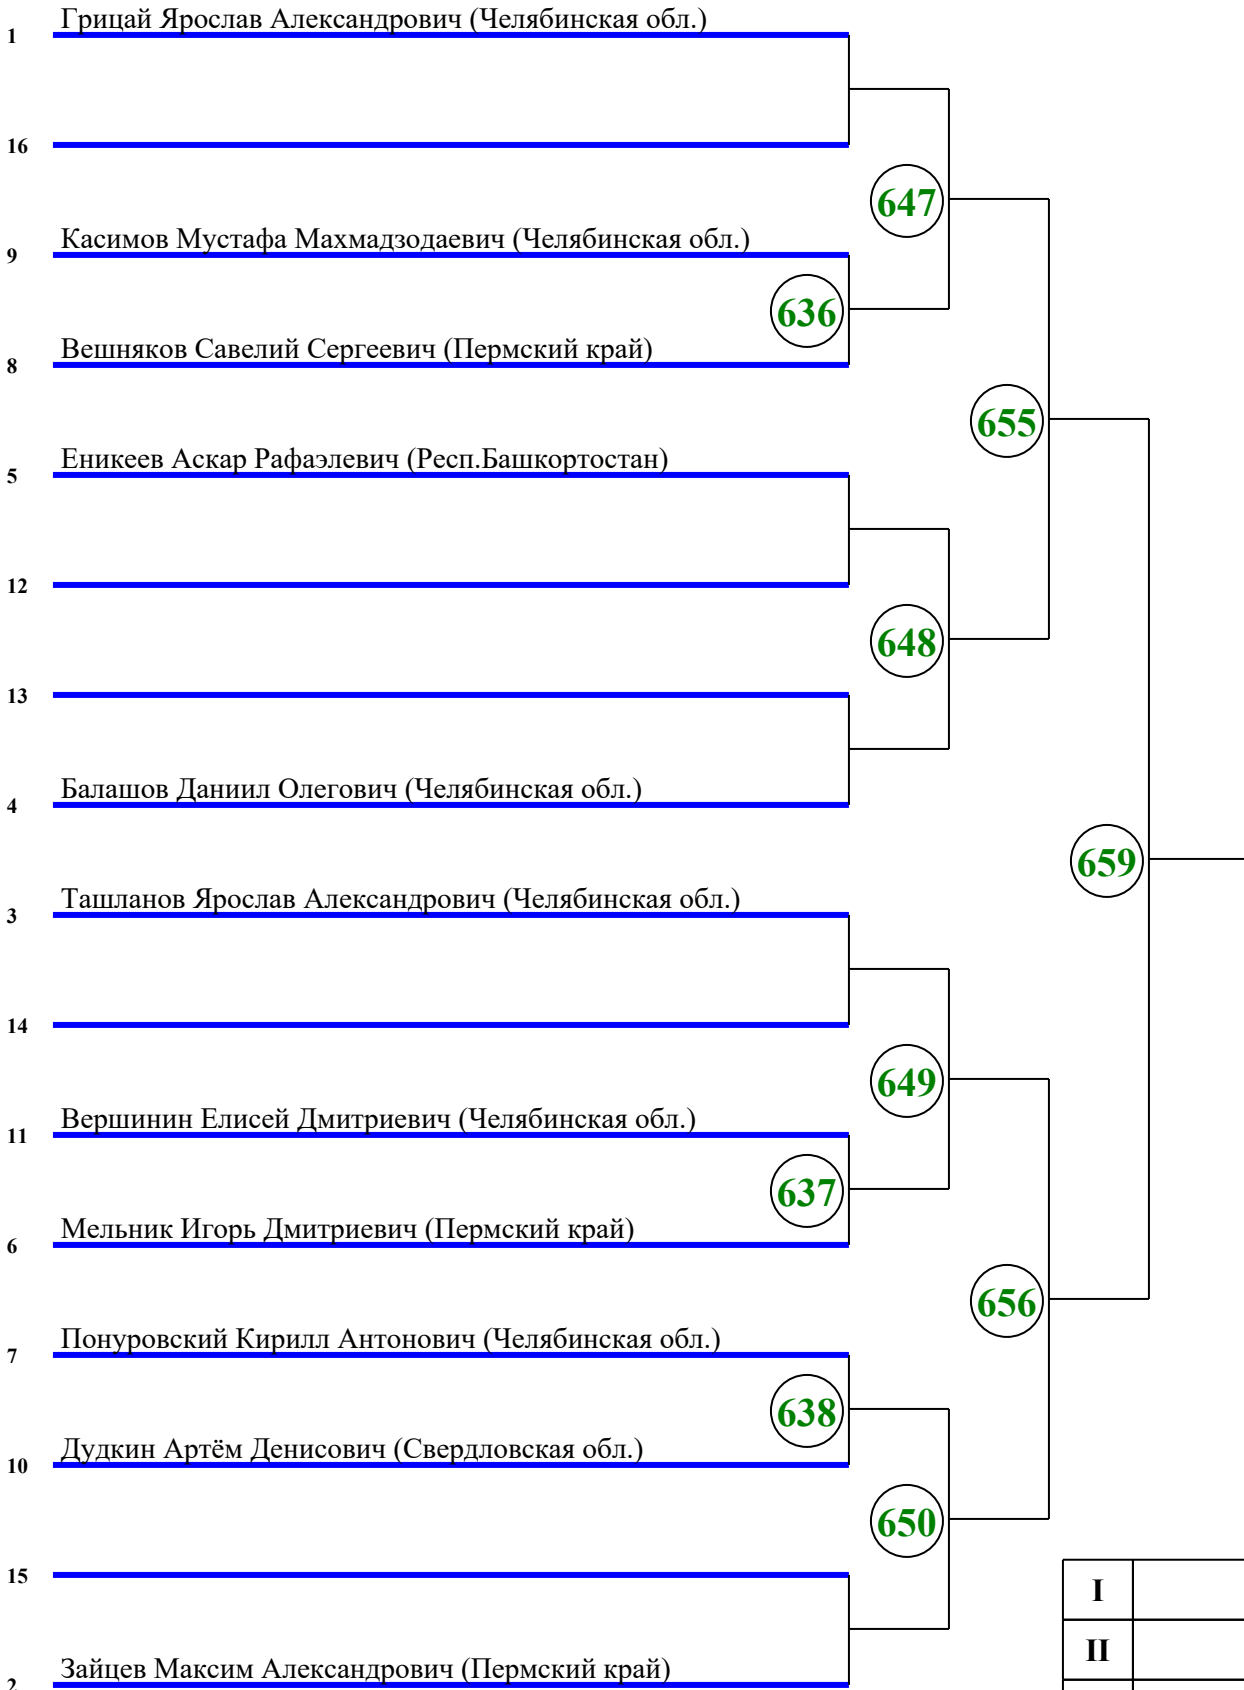 Грицай Ярослав Александрович (Челябинская обл.)
1
16
647
Касимов Мустафа Махмадзодаевич (Челябинская обл.)
9
636
Вешняков Савелий Сергеевич (Пермский край)
8
655
Еникеев Аскар Рафаэлевич (Респ.Башкортостан)
5
12
648
13
Балашов Даниил Олегович (Челябинская обл.)
4
659
Ташланов Ярослав Александрович (Челябинская обл.)
3
14
649
Вершинин Елисей Дмитриевич (Челябинская обл.)
11
637
Мельник Игорь Дмитриевич (Пермский край)
6
656
Понуровский Кирилл Антонович (Челябинская обл.)
7
638
Дудкин Артём Денисович (Свердловская обл.)
10
650
15
I
II
Зайцев Максим Александрович (Пермский край)
2